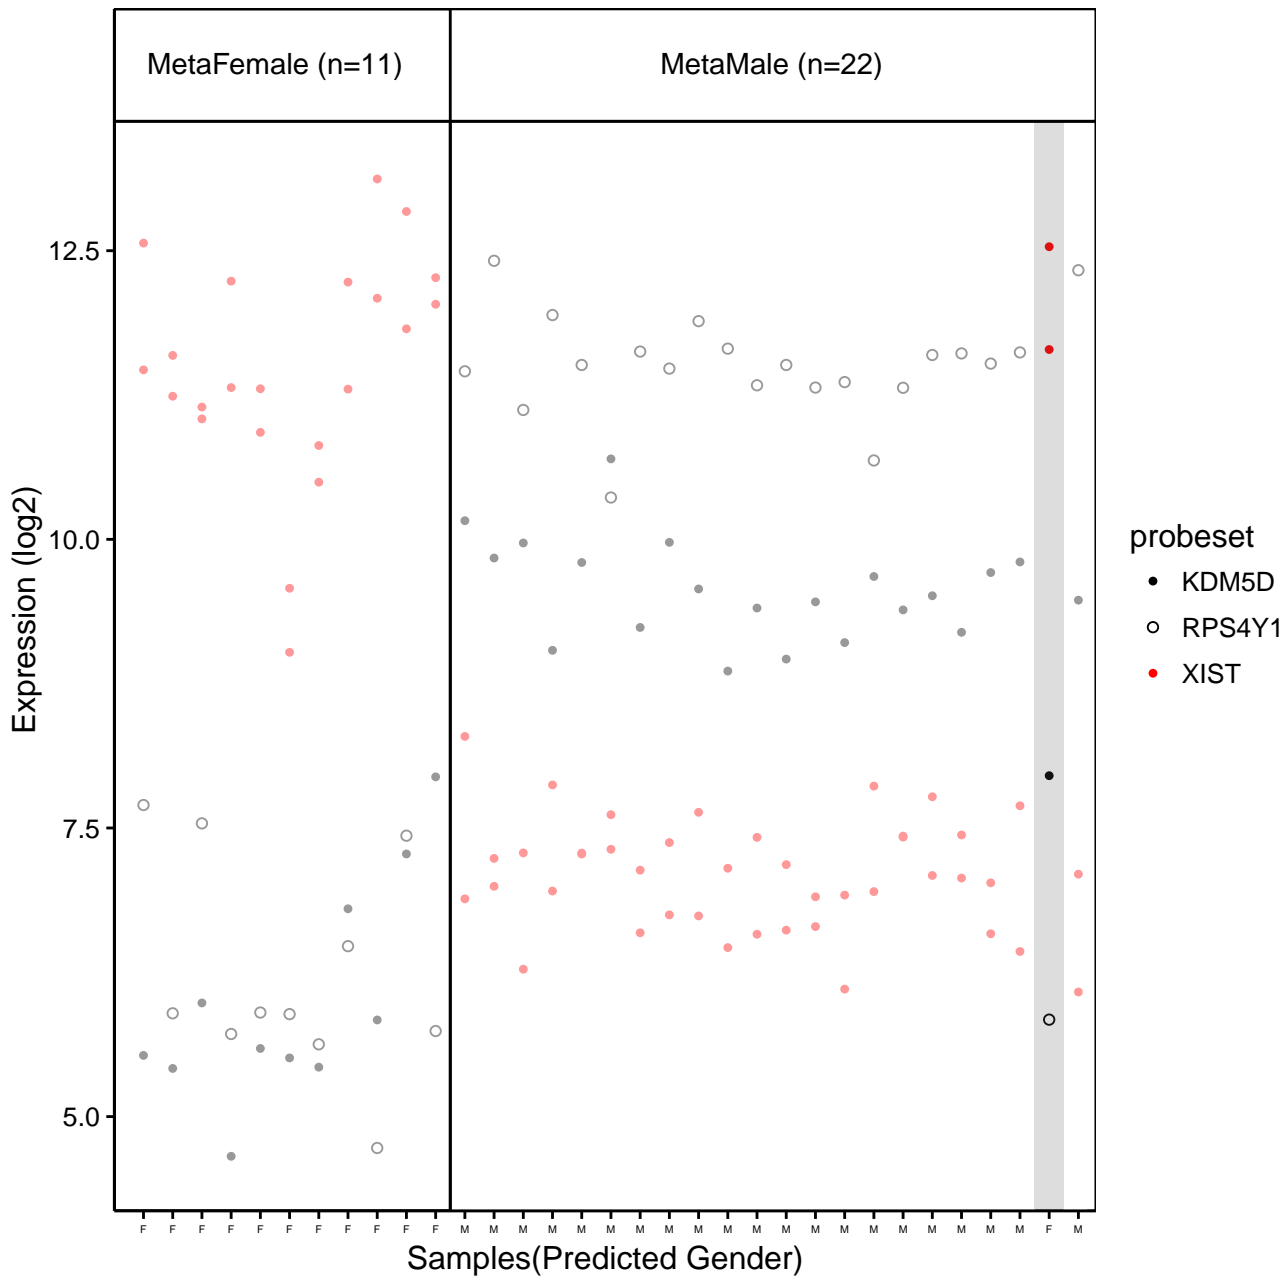 MetaFemale (n=11)
MetaMale (n=22)
12.5
10.0
7.5
5.0
Expression (log2)
F F F F F F F F F F F M M M M M M M M M M M M M M M M M M M M F M
Samples(Predicted Gender)
probeset
KDM5D
RPS4Y1
XIST